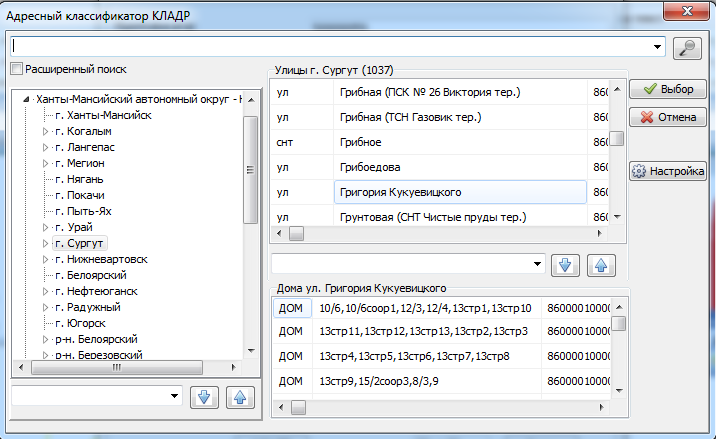 Адресный классификатор КЛАДР
Расширенный поиск
Ханты-Мансийский автономный округ -
г. Ханты-Мансийск
г. Когалым
г. Лангепас
г. Мегион
г. Нягань
г. Покачи
г. Пыть-Ях
г. Урай
г. Сургут
г. Нижневартовск
г. Белоярский
г. Нефтеюганск
г. Радужный
г. Югорск
р-н. Белоярский
р-н. Березовский
Улицы г. Сургут (1037)
ул Грибная (ПСК № 26 Виктория тер.) 860
ул Грибная (ТСН Газовик тер.) 860
снт Грибное 860
ул Грибоедова 860
ул Григория Кукуевицкого 860
ул Грунтовая (СНТ Чистые пруды тер.) 860
Дома ул. Григория Кукуевицкого
ДОМ 10/6,10/6соор1,12/3,12/4,13стр1,13стр10 86000010000
ДОМ 13стр11,13стр12,13стр13,13стр2,13стр3 86000010000
ДОМ 13стр4,13стр5,13стр6,13стр7,13стр8 86000010000
ДОМ 13стр9,15/2соор3,8/3,9 86000010000
Выбор
Отмена
Настройка